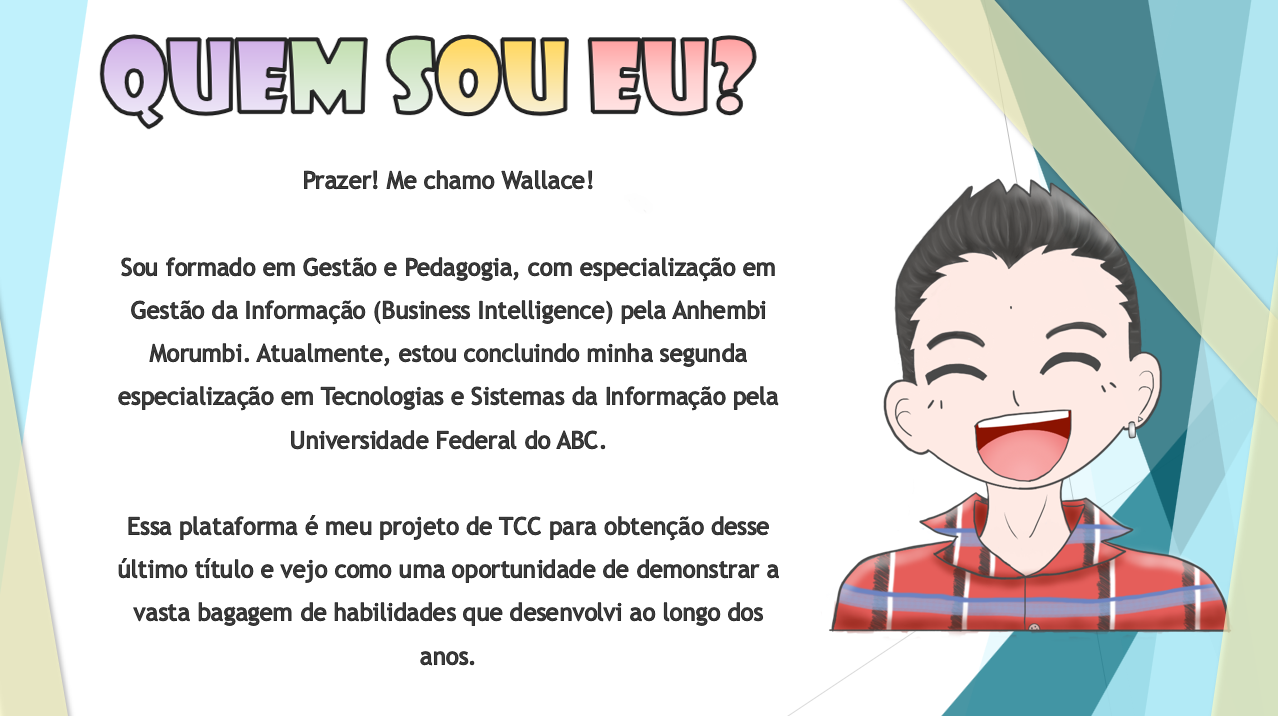 QUEM SOU EU?
Prazer! Me chamo Wallace!
Sou formado em Gestão e Pedagogia, com especialização em
Gestão da Informação (Business Intelligence) pela Anhembi
Morumbi. Atualmente, estou concluindo minha segunda
especialização em Tecnologias e Sistemas da Informação pela
Universidade Federal do ABC.
Essa plataforma é meu projeto de TCC para obtenção desse
último título e vejo como uma oportunidade de demonstrar a
vasta bagagem de habilidades que desenvolvi ao longo dos
anos.